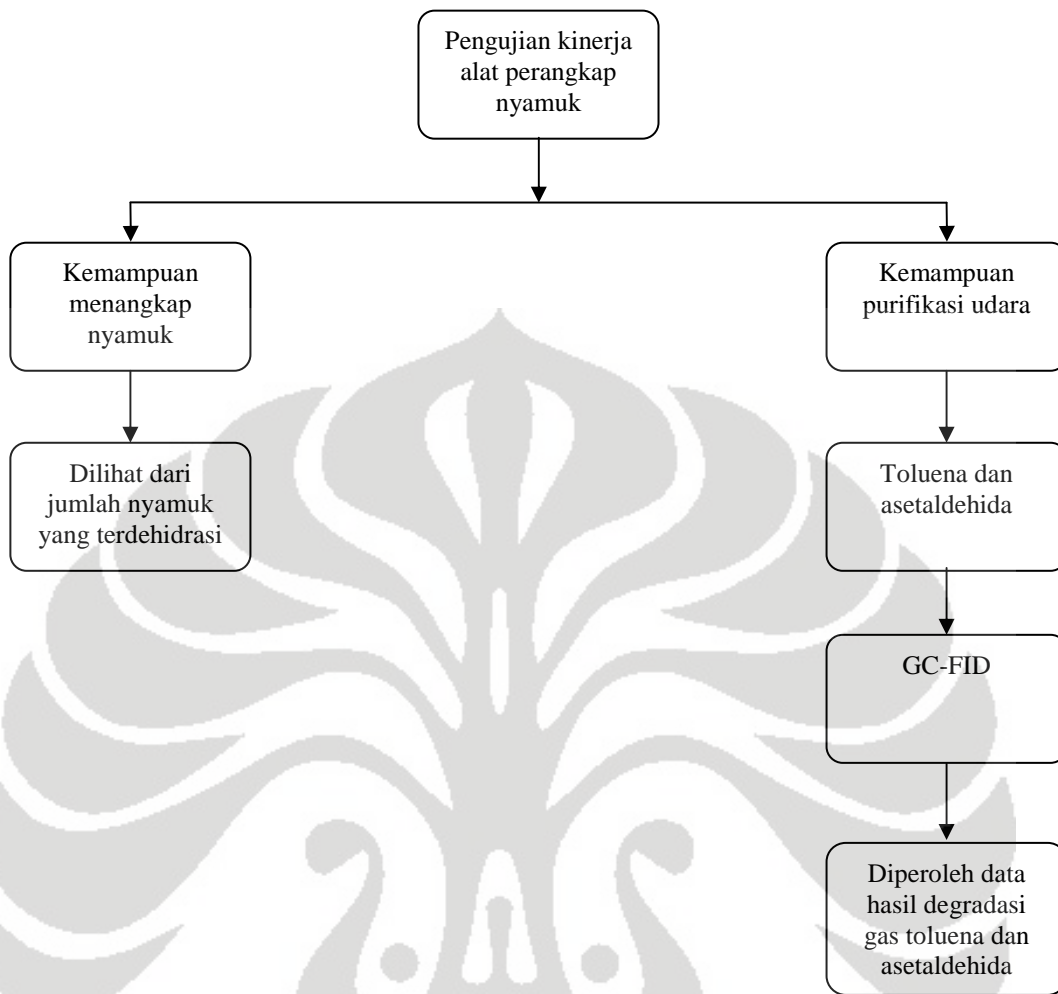 Pengujian kinerja
alat perangkap
nyamuk
Kemampuan
menangkap
nyamuk
Kemampuan
purifikasi udara
Dilihat dari
jumlah nyamuk
yang terdehidrasi
Toluena dan
asetaldehida
GC-FID
Diperoleh data
hasil degradasi
gas toluena dan
asetaldehida